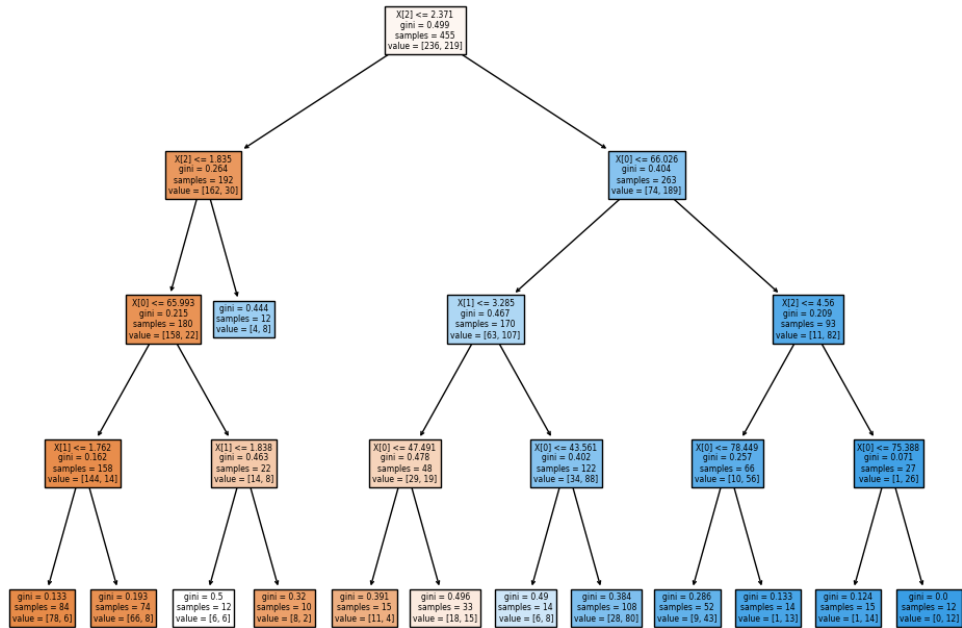 X[2] <= 2.371
gini = 0.499
samples = 455
value = [236, 219]
X[2] <= 1.835
gini = 0.264
samples = 192
value = [162, 30]
X[0] <= 66.026
gini = 0.404
samples = 263
value = [74, 189]
X[0] <= 65.993
gini = 0.215
samples = 180
value = [158, 22]
gini = 0.444
samples = 12
value = [4, 8]
X[1] <= 3.285
gini = 0.467
samples = 170
value = [63, 107]
X[2] <= 4.56
gini = 0.209
samples = 93
value = [11, 82]
X[1] <= 1.762
gini = 0.162
samples = 158
value = [144, 14]
X[1] <= 1.838
gini = 0.463
samples = 22
value = [14, 8]
X[0] <= 47.491
gini = 0.478
samples = 48
value = [29, 19]
X[0] <= 43.561
gini = 0.402
samples = 122
value = [34, 88]
X[0] <= 78.449
gini = 0.257
samples = 66
value = [10, 56]
X[0] <= 75.388
gini = 0.071
samples = 27
value = [1, 26]
gini = 0.133
samples = 84
value = [78, 6]
gini = 0.193
samples = 74
value = [66, 8]
gini = 0.5
samples = 12
value = [6, 6]
gini = 0.32
samples = 10
value = [8, 2]
gini = 0.391
samples = 15
value = [11, 4]
gini = 0.496
samples = 33
value = [18, 15]
gini = 0.49
samples = 14
value = [6, 8]
gini = 0.384
samples = 108
value = [28, 80]
gini = 0.286
samples = 52
value = [9, 43]
gini = 0.133
samples = 14
value = [1, 13]
gini = 0.124
samples = 15
value = [1, 14]
gini = 0.0
samples = 12
value = [0, 12]